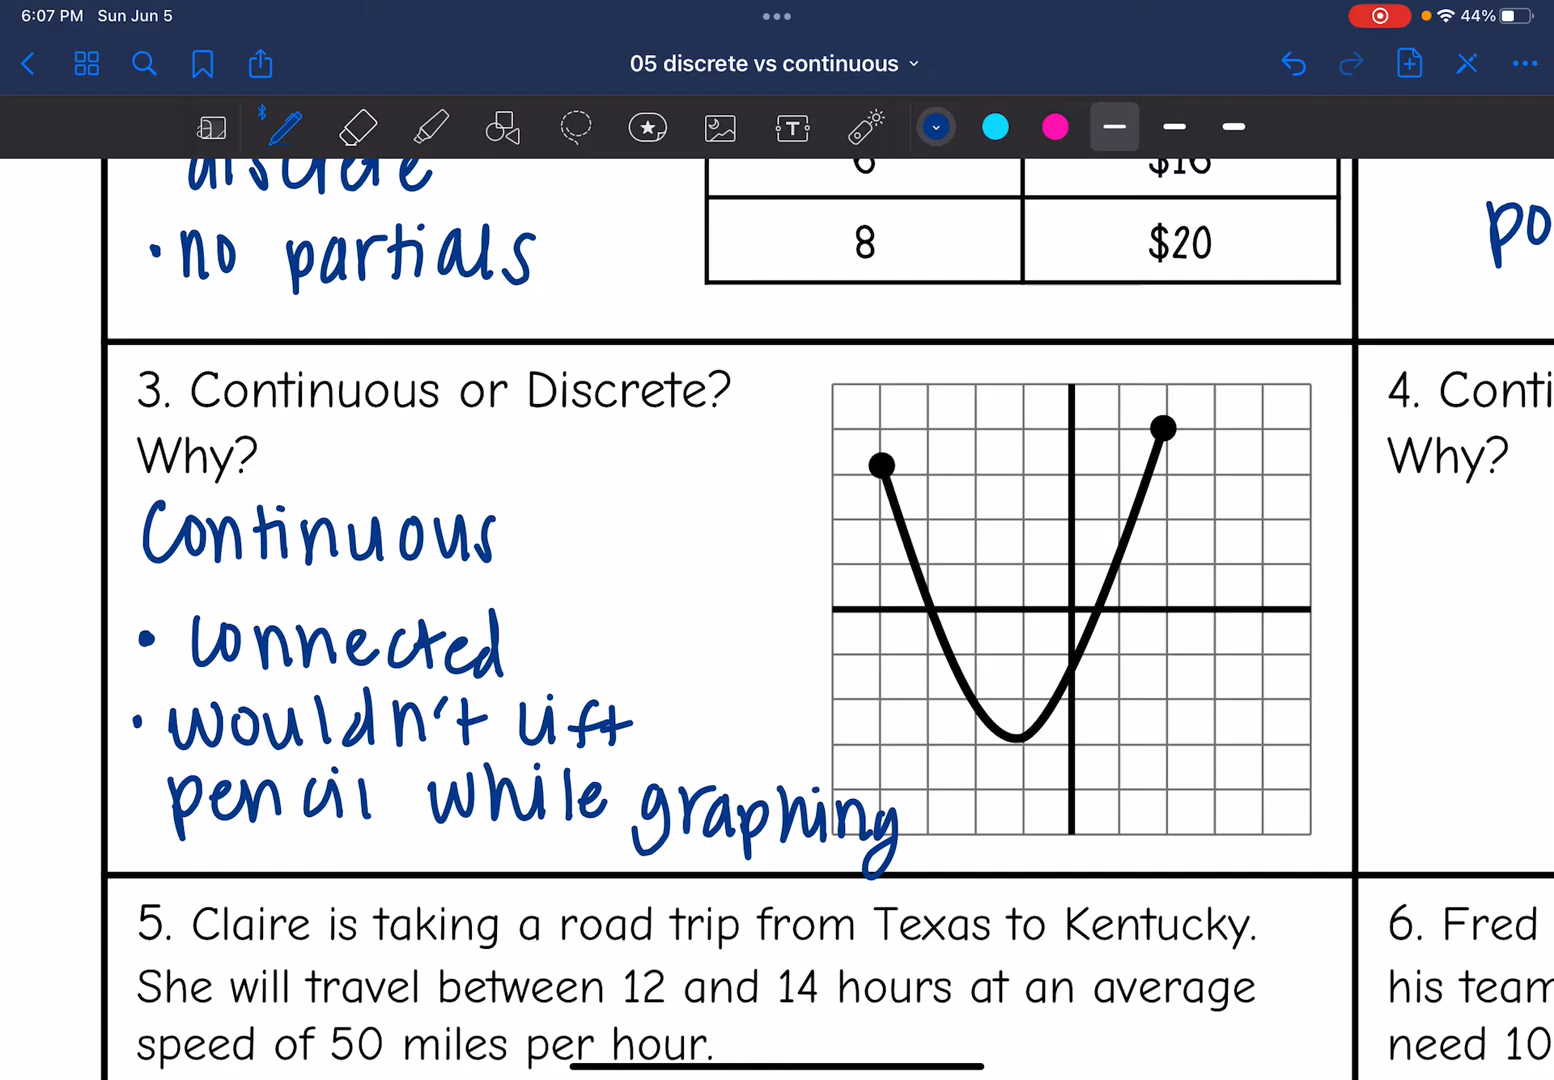 6:07 PM Sun Jun 5
44%
05 discrete vs continuous
T
discrete
6 $16
• no partials
8 $20
po
3. Continuous or Discrete?
Why?
Continuous
• connected
• wouldn't lift
pencil while graphing
4. Conti
Why?
5. Claire is taking a road trip from Texas to Kentucky.
She will travel between 12 and 14 hours at an average
speed of 50 miles per hour.
6. Fred
his team
need 10